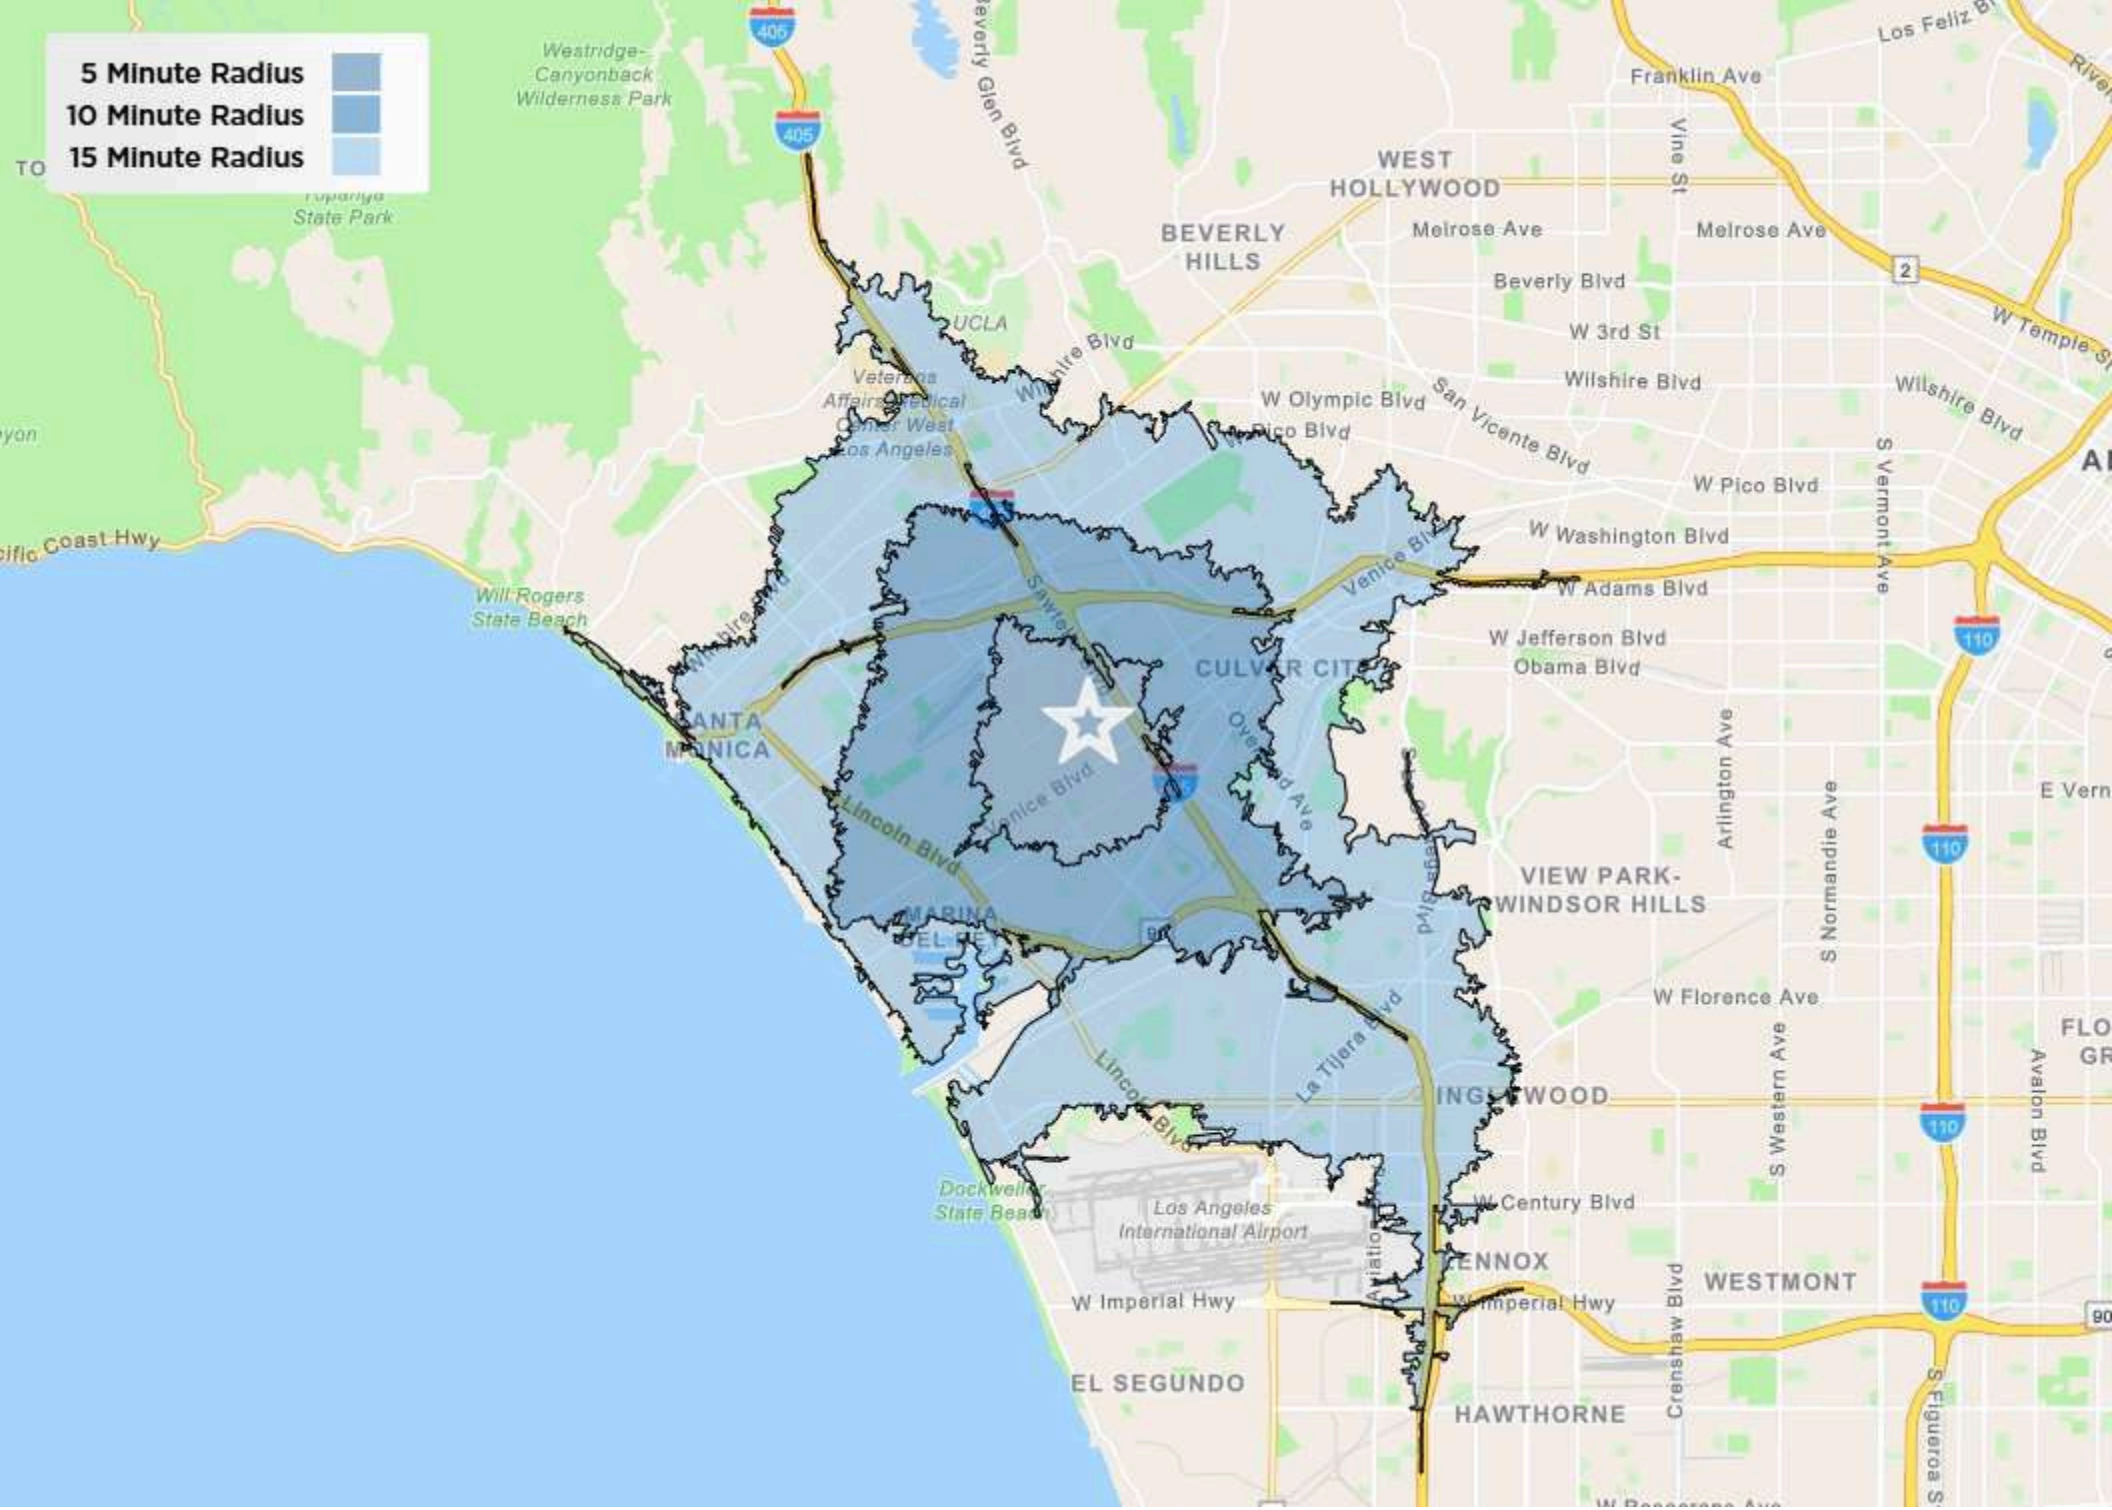 5 Minute Radius
10 Minute Radius
15 Minute Radius
405
405
Westridge-
Canyonback
Wilderness Park
Beverly Glen Blvd
Los Feliz
Franklin Ave
Vine St
TO
State Park
WEST
HOLLYWOOD
BEVERLY
HILLS
Melrose Ave
Melrose Ave
2
Beverly Blvd
UCLA
Wilshire Blvd
W 3rd St
W Temple
Veterans
Affairs Medical
Center West
Los Angeles
Wilshire Blvd
Wilshire Blvd
W Olympic Blvd
San Vicente Blvd
W Pico Blvd
W Pico Blvd
S Vermont Ave
W Washington Blvd
Coast Hwy
Venice
W Adams Blvd
Will Rogers
State Beach
110
W Jefferson Blvd
Obama Blvd
CULVER CITY
SANTA
MONICA
Arlington Ave
Venice Blvd
Lincoln Blvd
S Normandie Ave
E Vern
110
VIEW PARK-
WINDSOR HILLS
MARINA
DEL REY
90
W Florence Ave
FLO
GR
La Tijera Blvd
Lincoln Blvd
S Western Ave
Avalon Blvd
INGLEWOOD
110
Dockweiler
State Beach
Los Angeles
International Airport
W Century Blvd
LENNOX
WESTMONT
W Imperial Hwy
W Imperial Hwy
Crenshaw Blvd
110
90
EL SEGUNDO
HAWTHORNE
S Figueroa S